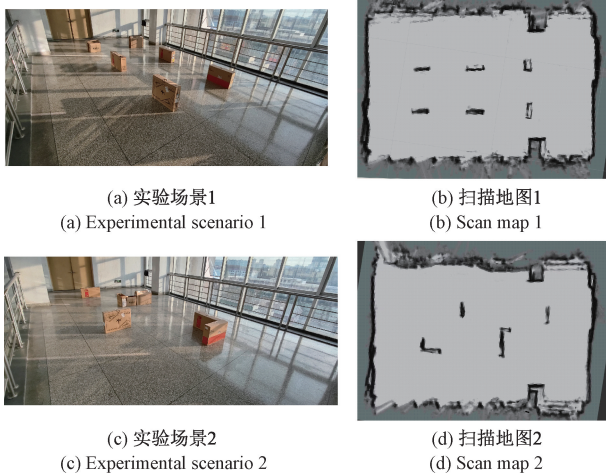 (a) 实验场景1
(b) 扫描地图1
(a) Experimental scenario 1
(b) Scan map 1
(c) 实验场景2
(d) 扫描地图2
(c) Experimental scenario 2
(d) Scan map 2